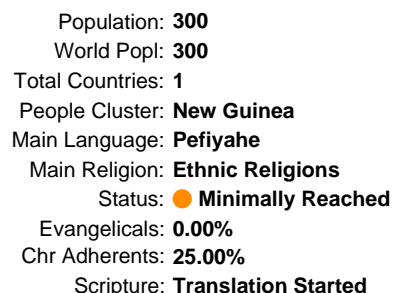 Population: 300
World Popl: 300
Total Countries: 1
People Cluster: New Guinea
Main Language: Pefiyahe
Main Religion: Ethnic Religions
Status: Minimally Reached
Evangelicals: 0.00%
Chr Adherents: 25.00%
Scripture: Translation Started